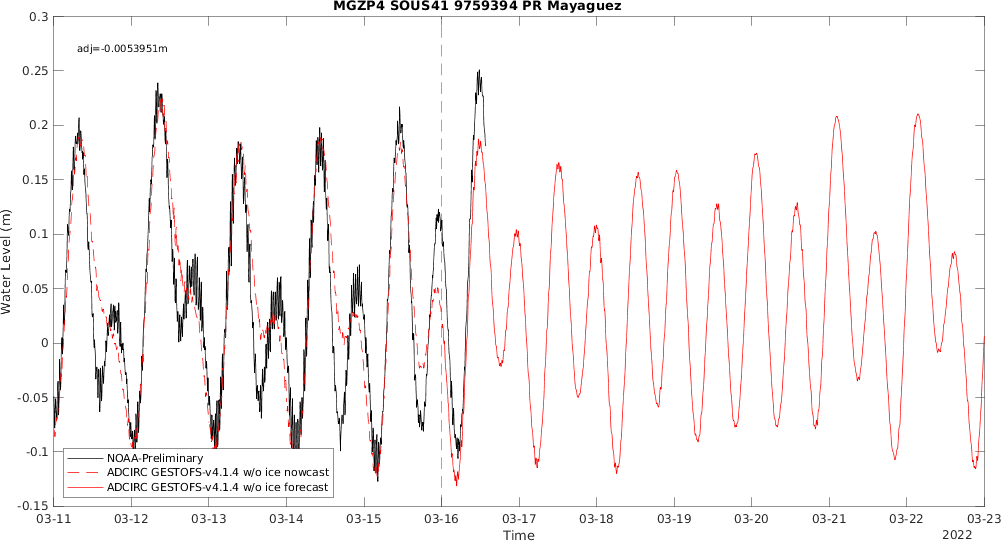 MGZP4 SOUS41 9759394 PR Mayaguez
0.3
adj=-0.0053951m
0.25
0.2
0.15
0.1
0.05
0
-0.05
-0.1
-0.15
Water Level (m)
NOAA-Preliminary
ADCIRC GESTOFS-v4.1.4 w/o ice nowcast
ADCIRC GESTOFS-v4.1.4 w/o ice forecast
03-11 03-12 03-13 03-14 03-15 03-16 03-17 03-18 03-19 03-20 03-21 03-22 03-23
Time
2022